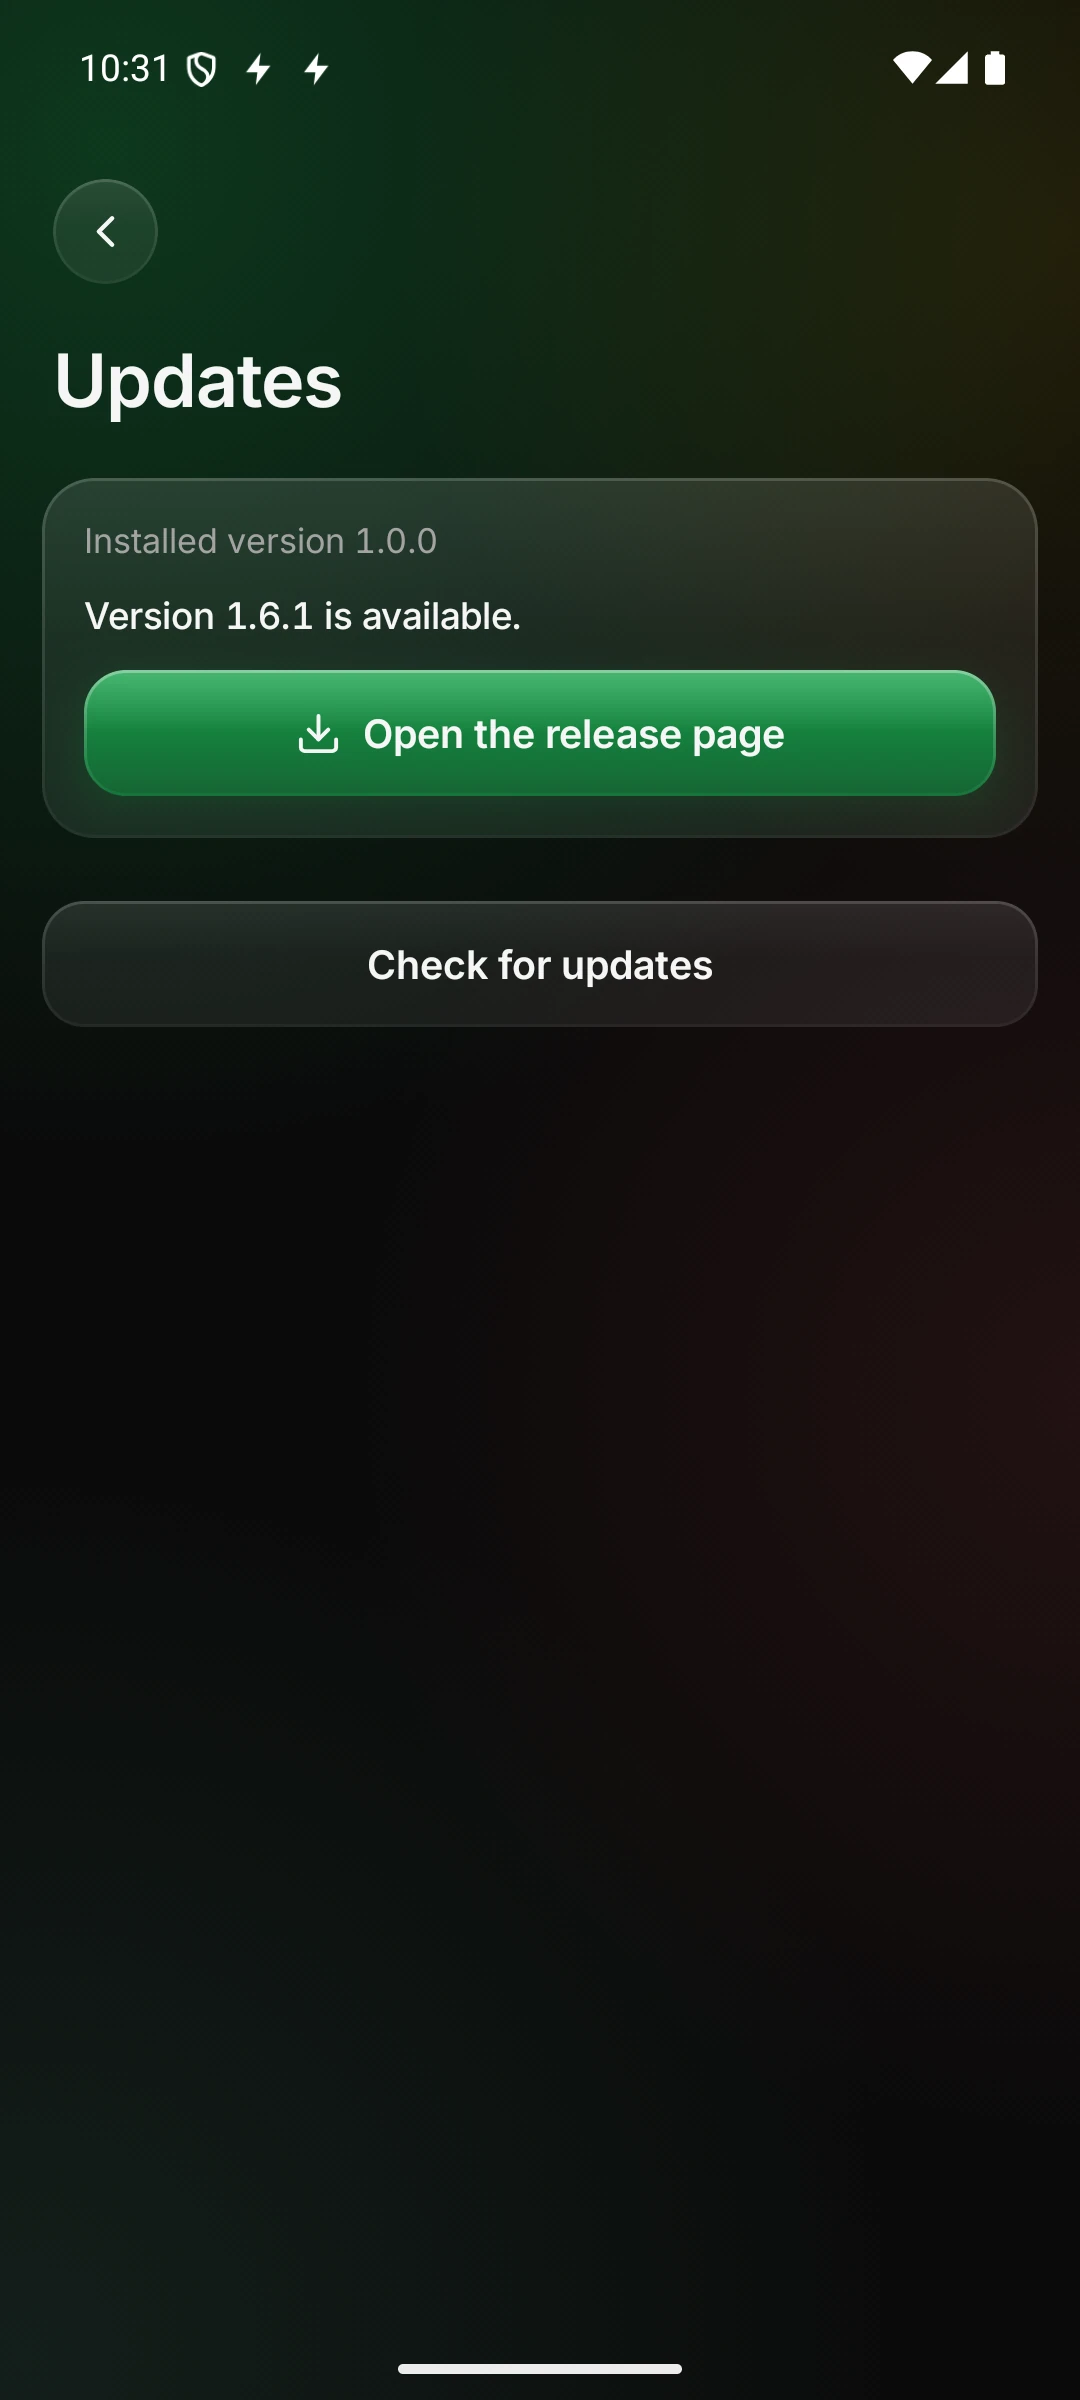 10:31
Updates
Installed version 1.0.0
Version 1.6.1 is available.
Open the release page
Check for updates